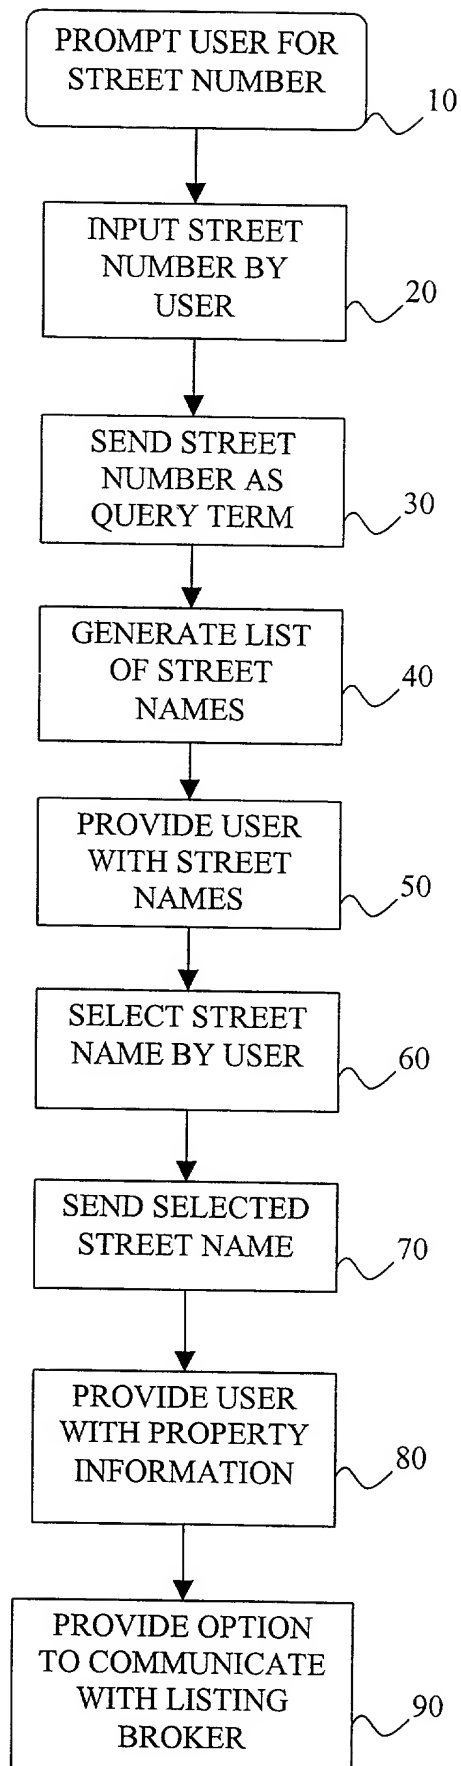 PROMPT USER FOR
STREET NUMBER
10
INPUT STREET
NUMBER BY
USER
20
SEND STREET
NUMBER AS
QUERY TERM
30
GENERATE LIST
OF STREET
NAMES
40
PROVIDE USER
WITH STREET
NAMES
50
SELECT STREET
NAME BY USER
60
SEND SELECTED
STREET NAME
70
PROVIDE USER
WITH PROPERTY
INFORMATION
80
PROVIDE OPTION
TO COMMUNICATE
WITH LISTING
BROKER
90